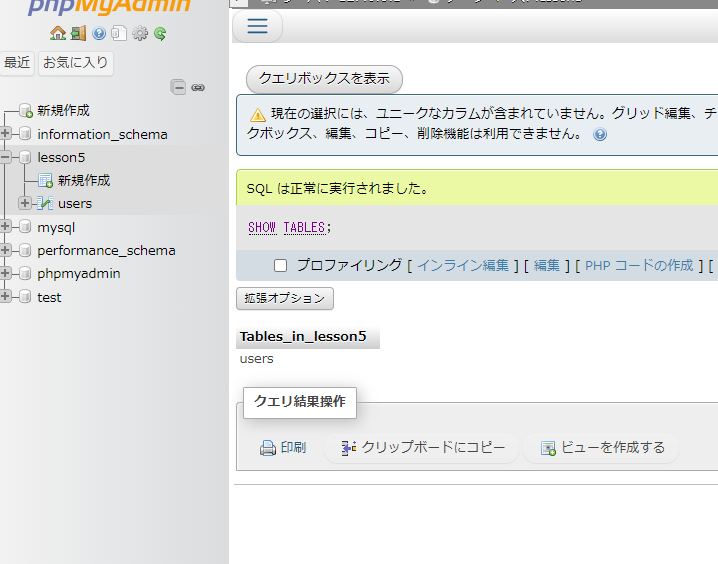 phpMyAdmin
最近
お気に入り
新規作成
information_schema
lesson5
新規作成
users
mysql
performance_schema
phpmyadmin
test
クエリボックスを表示
現在の選択には、ユニークなカラムが含まれていません。グリッド編集、チ
クボックス、編集、コピー、削除機能は利用できません。
SQL は正常に実行されました。
SHOW TABLES;
プロファイリング [ インライン編集 ] [ 編集 ] [ PHP コードの作成 ] [
拡張オプション
Tables_in_lesson5
users
クエリ結果操作
印刷
クリップボードにコピー
ビューを作成する